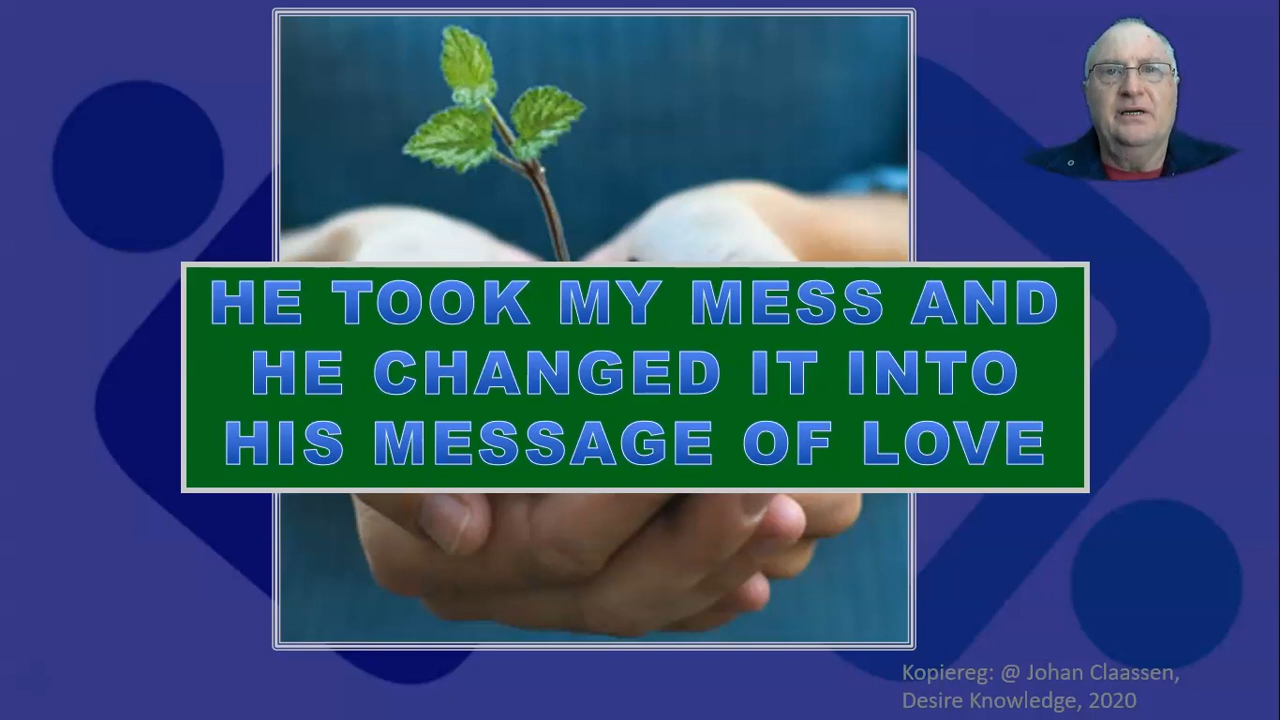 HE TOOK MY MESS AND
HE CHANGED IT INTO
HIS MESSAGE OF LOVE
Kopiereg: @ Johan Claassen,
Desire Knowledge, 2020